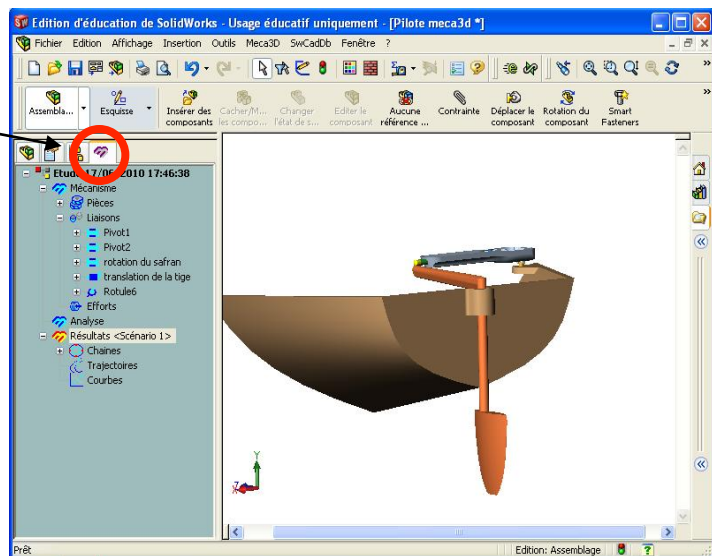 Edition d'éducation de SolidWorks - Usage éducatif uniquement - [Pilote meca3d *]
Fichier Edition Affichage Insertion Outils Meca3D SwCadDb Fenêtre ?
Assembla... Esquisse Insérer des composants Cacher/M... les compo... Changer l'état de s... Editer le composant Aucune référence ... Contrainte Déplacer le composant Rotation du composant Smart Fasteners
Etude 17/06/2010 17:46:38
Mécanisme
Pièces
Liaisons
Pivot1
Pivot2
rotation du safran
translation de la tige
Rotule6
Efforts
Analyse
Résultats <Scénario 1>
Chaines
Trajectoires
Courbes
Y
X
Prêt
Edition: Assemblage